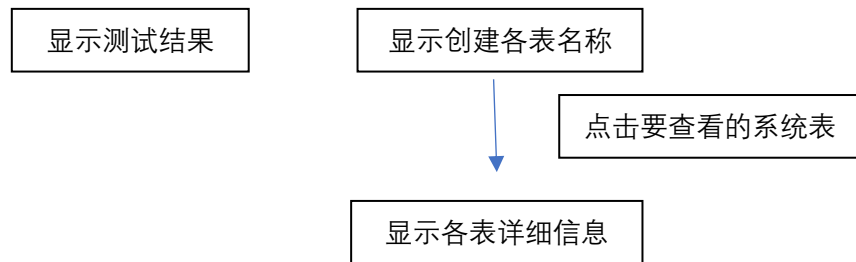 显示测试结果
显示创建各表名称
点击要查看的系统表
显示各表详细信息